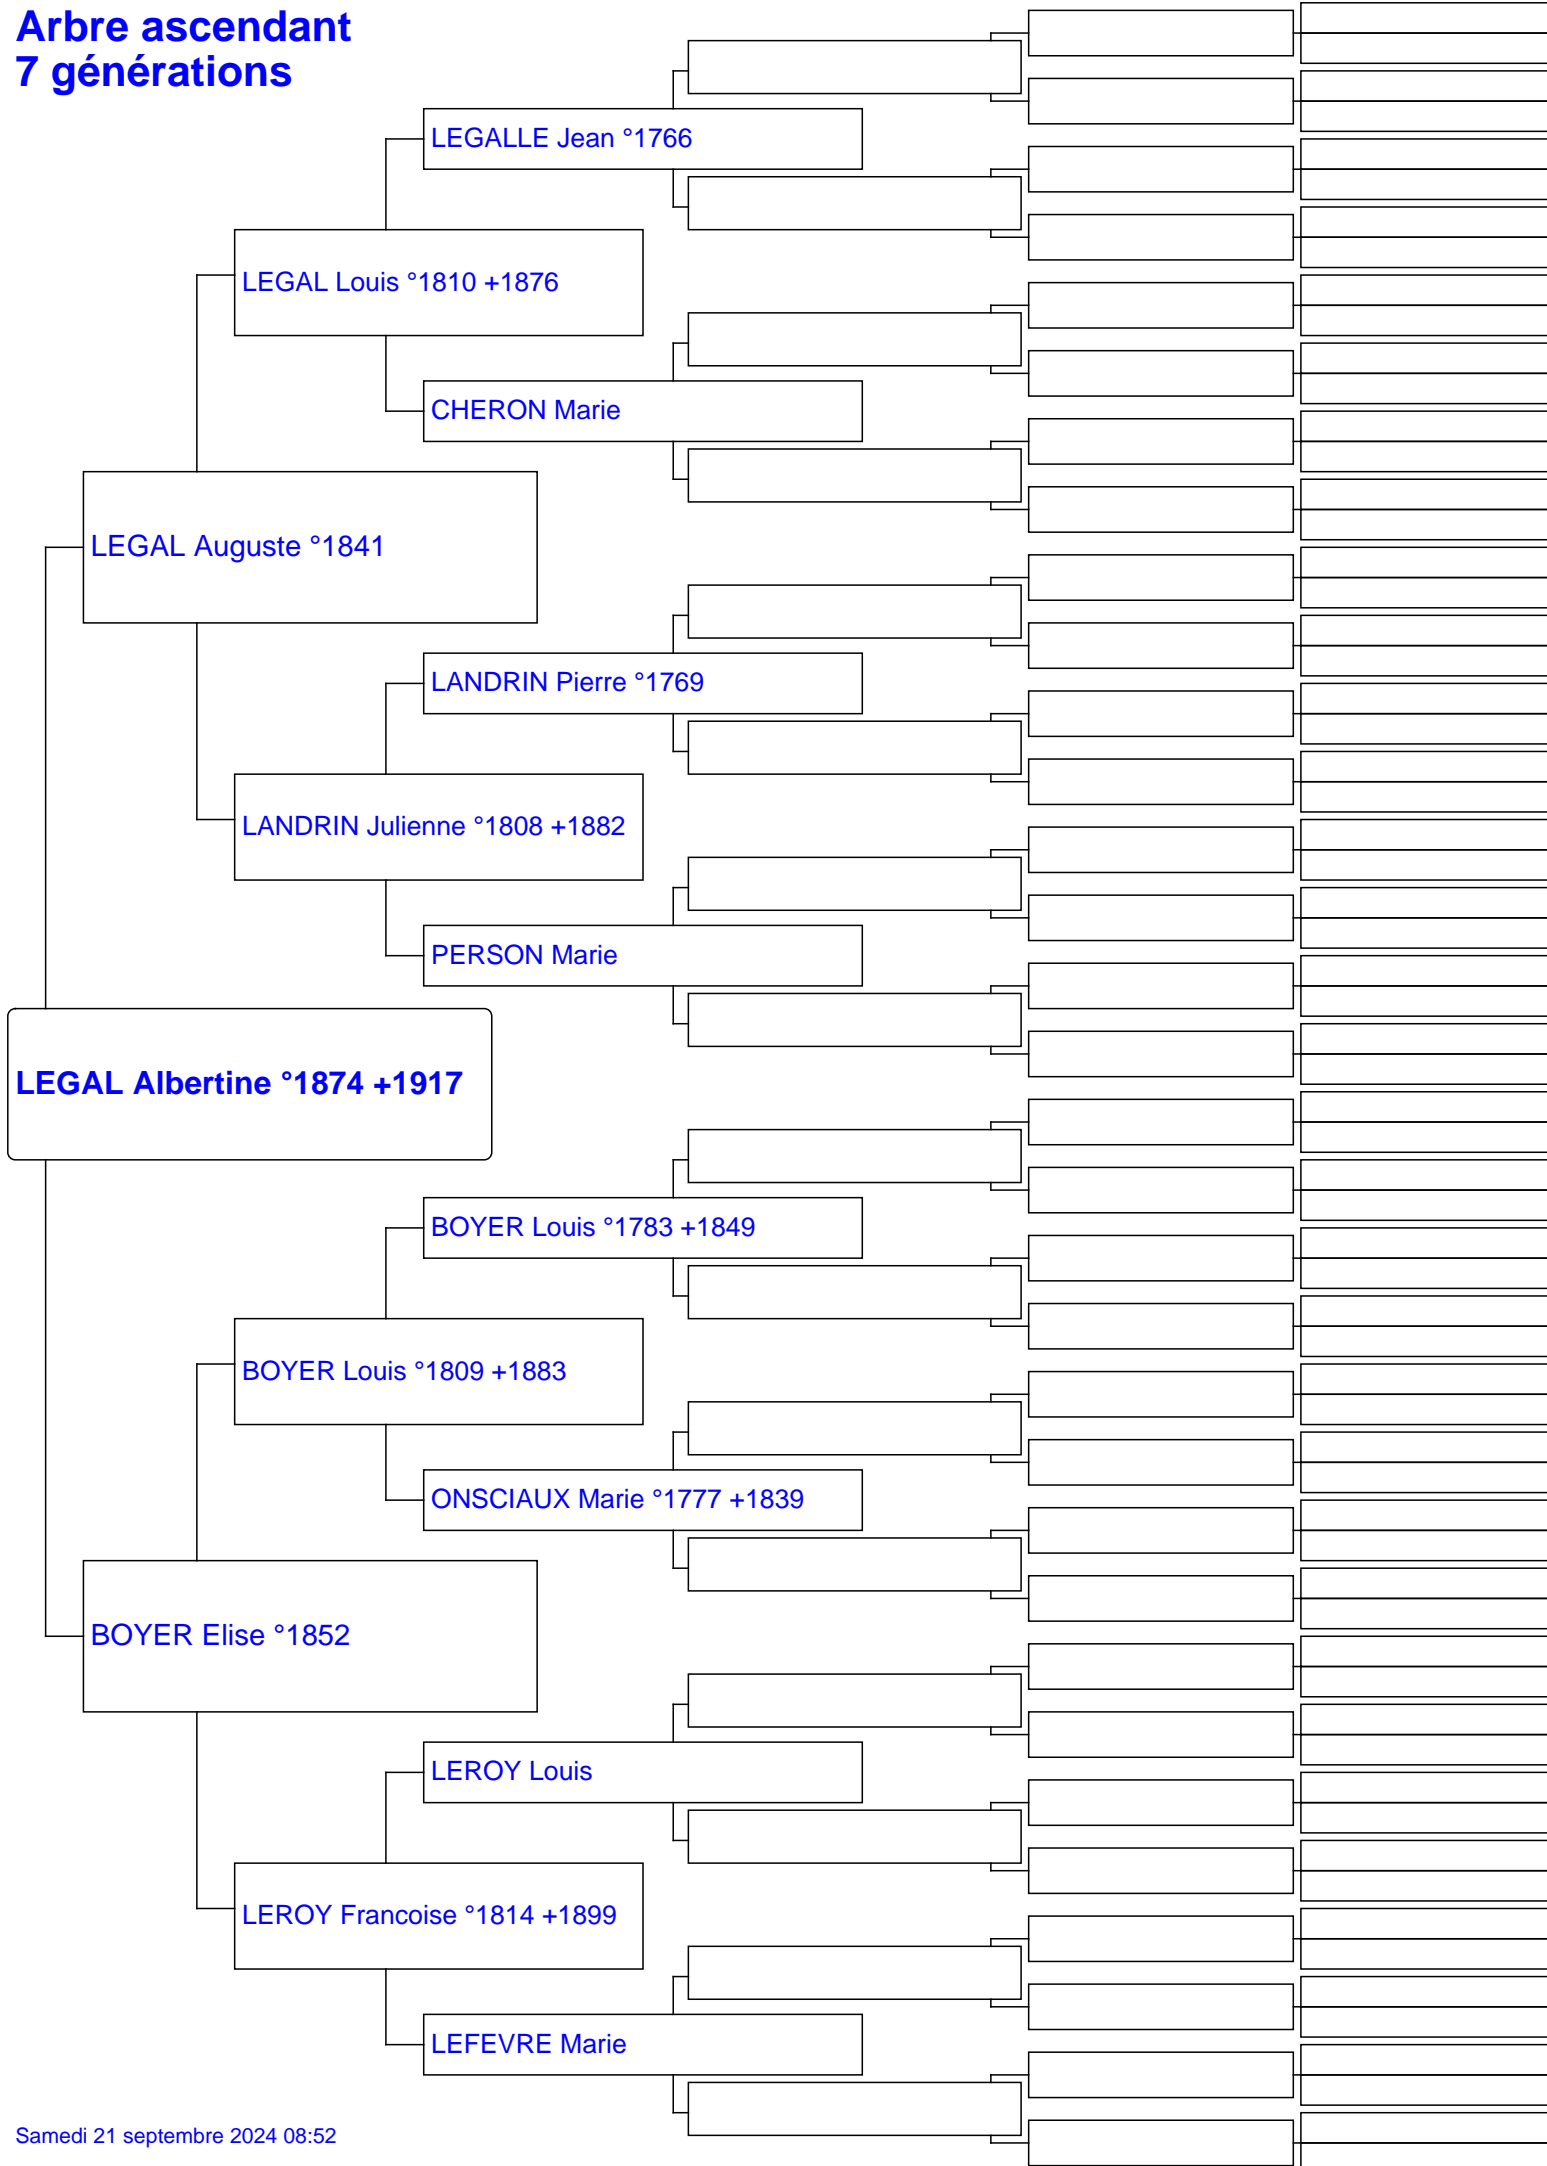 Arbre ascendant
7 générations
LEGALLE Jean °1766
LEGAL Louis °1810 +1876
CHERON Marie
LEGAL Auguste °1841
LANDRIN Pierre °1769
LANDRIN Julienne °1808 +1882
PERSON Marie
LEGAL Albertine °1874 +1917
BOYER Louis °1783 +1849
BOYER Louis °1809 +1883
ONSCIAUX Marie °1777 +1839
BOYER Elise °1852
LEROY Louis
LEROY Francoise °1814 +1899
LEFEVRE Marie
Samedi 21 septembre 2024 08:52